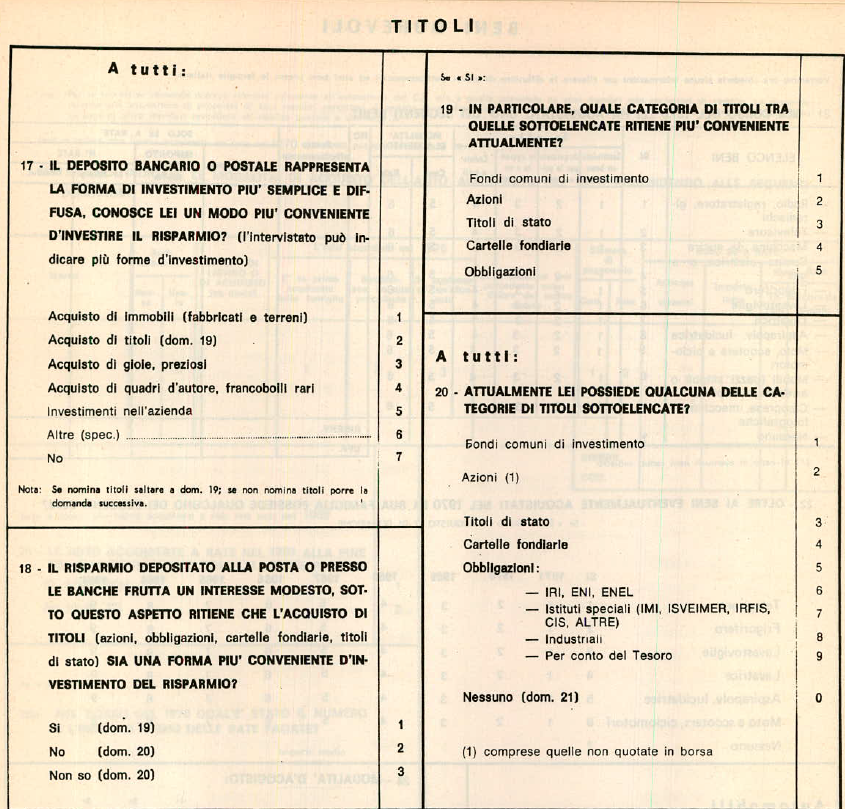 TITOLI
A tutti:
17 - IL DEPOSITO BANCARIO O POSTALE RAPPRESENTA
LA FORMA DI INVESTIMENTO PIU' SEMPLICE E DIF-
FUSA, CONOSCE LEI UN MODO PIU' CONVENIENTE
D'INVESTIRE IL RISPARMIO? (l'intervistato può in-
dicare più forme d'investimento)
Acquisto di immobili (fabbricati e terreni) 1
Acquisto di titoli (dom. 19) 2
Acquisto di gioie, preziosi 3
Acquisto di quadri d'autore, francobolli rari 4
Investimenti nell'azienda 5
Altre (spec.) 6
No 7
Nota: Se nomina titoli saltare a dom. 19; se non nomina titoli porre la
domanda successiva.
18 - IL RISPARMIO DEPOSITATO ALLA POSTA O PRESSO
LE BANCHE FRUTTA UN INTERESSE MODESTO, SOT-
TO QUESTO ASPETTO RITIENE CHE L'ACQUISTO DI
TITOLI (azioni, obbligazioni, cartelle fondiarie, titoli
di stato) SIA UNA FORMA PIU' CONVENIENTE D'IN-
VESTIMENTO DEL RISPARMIO?
Si (dom. 19) 1
No (dom. 20) 2
Non so (dom. 20) 3
Se « SI »:
19 - IN PARTICOLARE, QUALE CATEGORIA DI TITOLI TRA
QUELLE SOTTOELENCATE RITIENE PIU' CONVENIENTE
ATTUALMENTE?
Fondi comuni di investimento 1
Azioni 2
Titoli di stato 3
Cartelle fondiarie 4
Obbligazioni 5
A tutti:
20 - ATTUALMENTE LEI POSSIEDE QUALCUNA DELLE CA-
TEGORIE DI TITOLI SOTTOELENCATE?
Fondi comuni di investimento 1
Azioni (1) 2
Titoli di stato 3
Cartelle fondiarie 4
Obbligazioni: 5
— IRI, ENI, ENEL 6
— Istituti speciali (IMI, ISVEIMER, IRFIS, 7
CIS, ALTRE)
— Industriali 8
— Per conto del Tesoro 9
Nessuno (dom. 21) 0
(1) comprese quelle non quotate in borsa